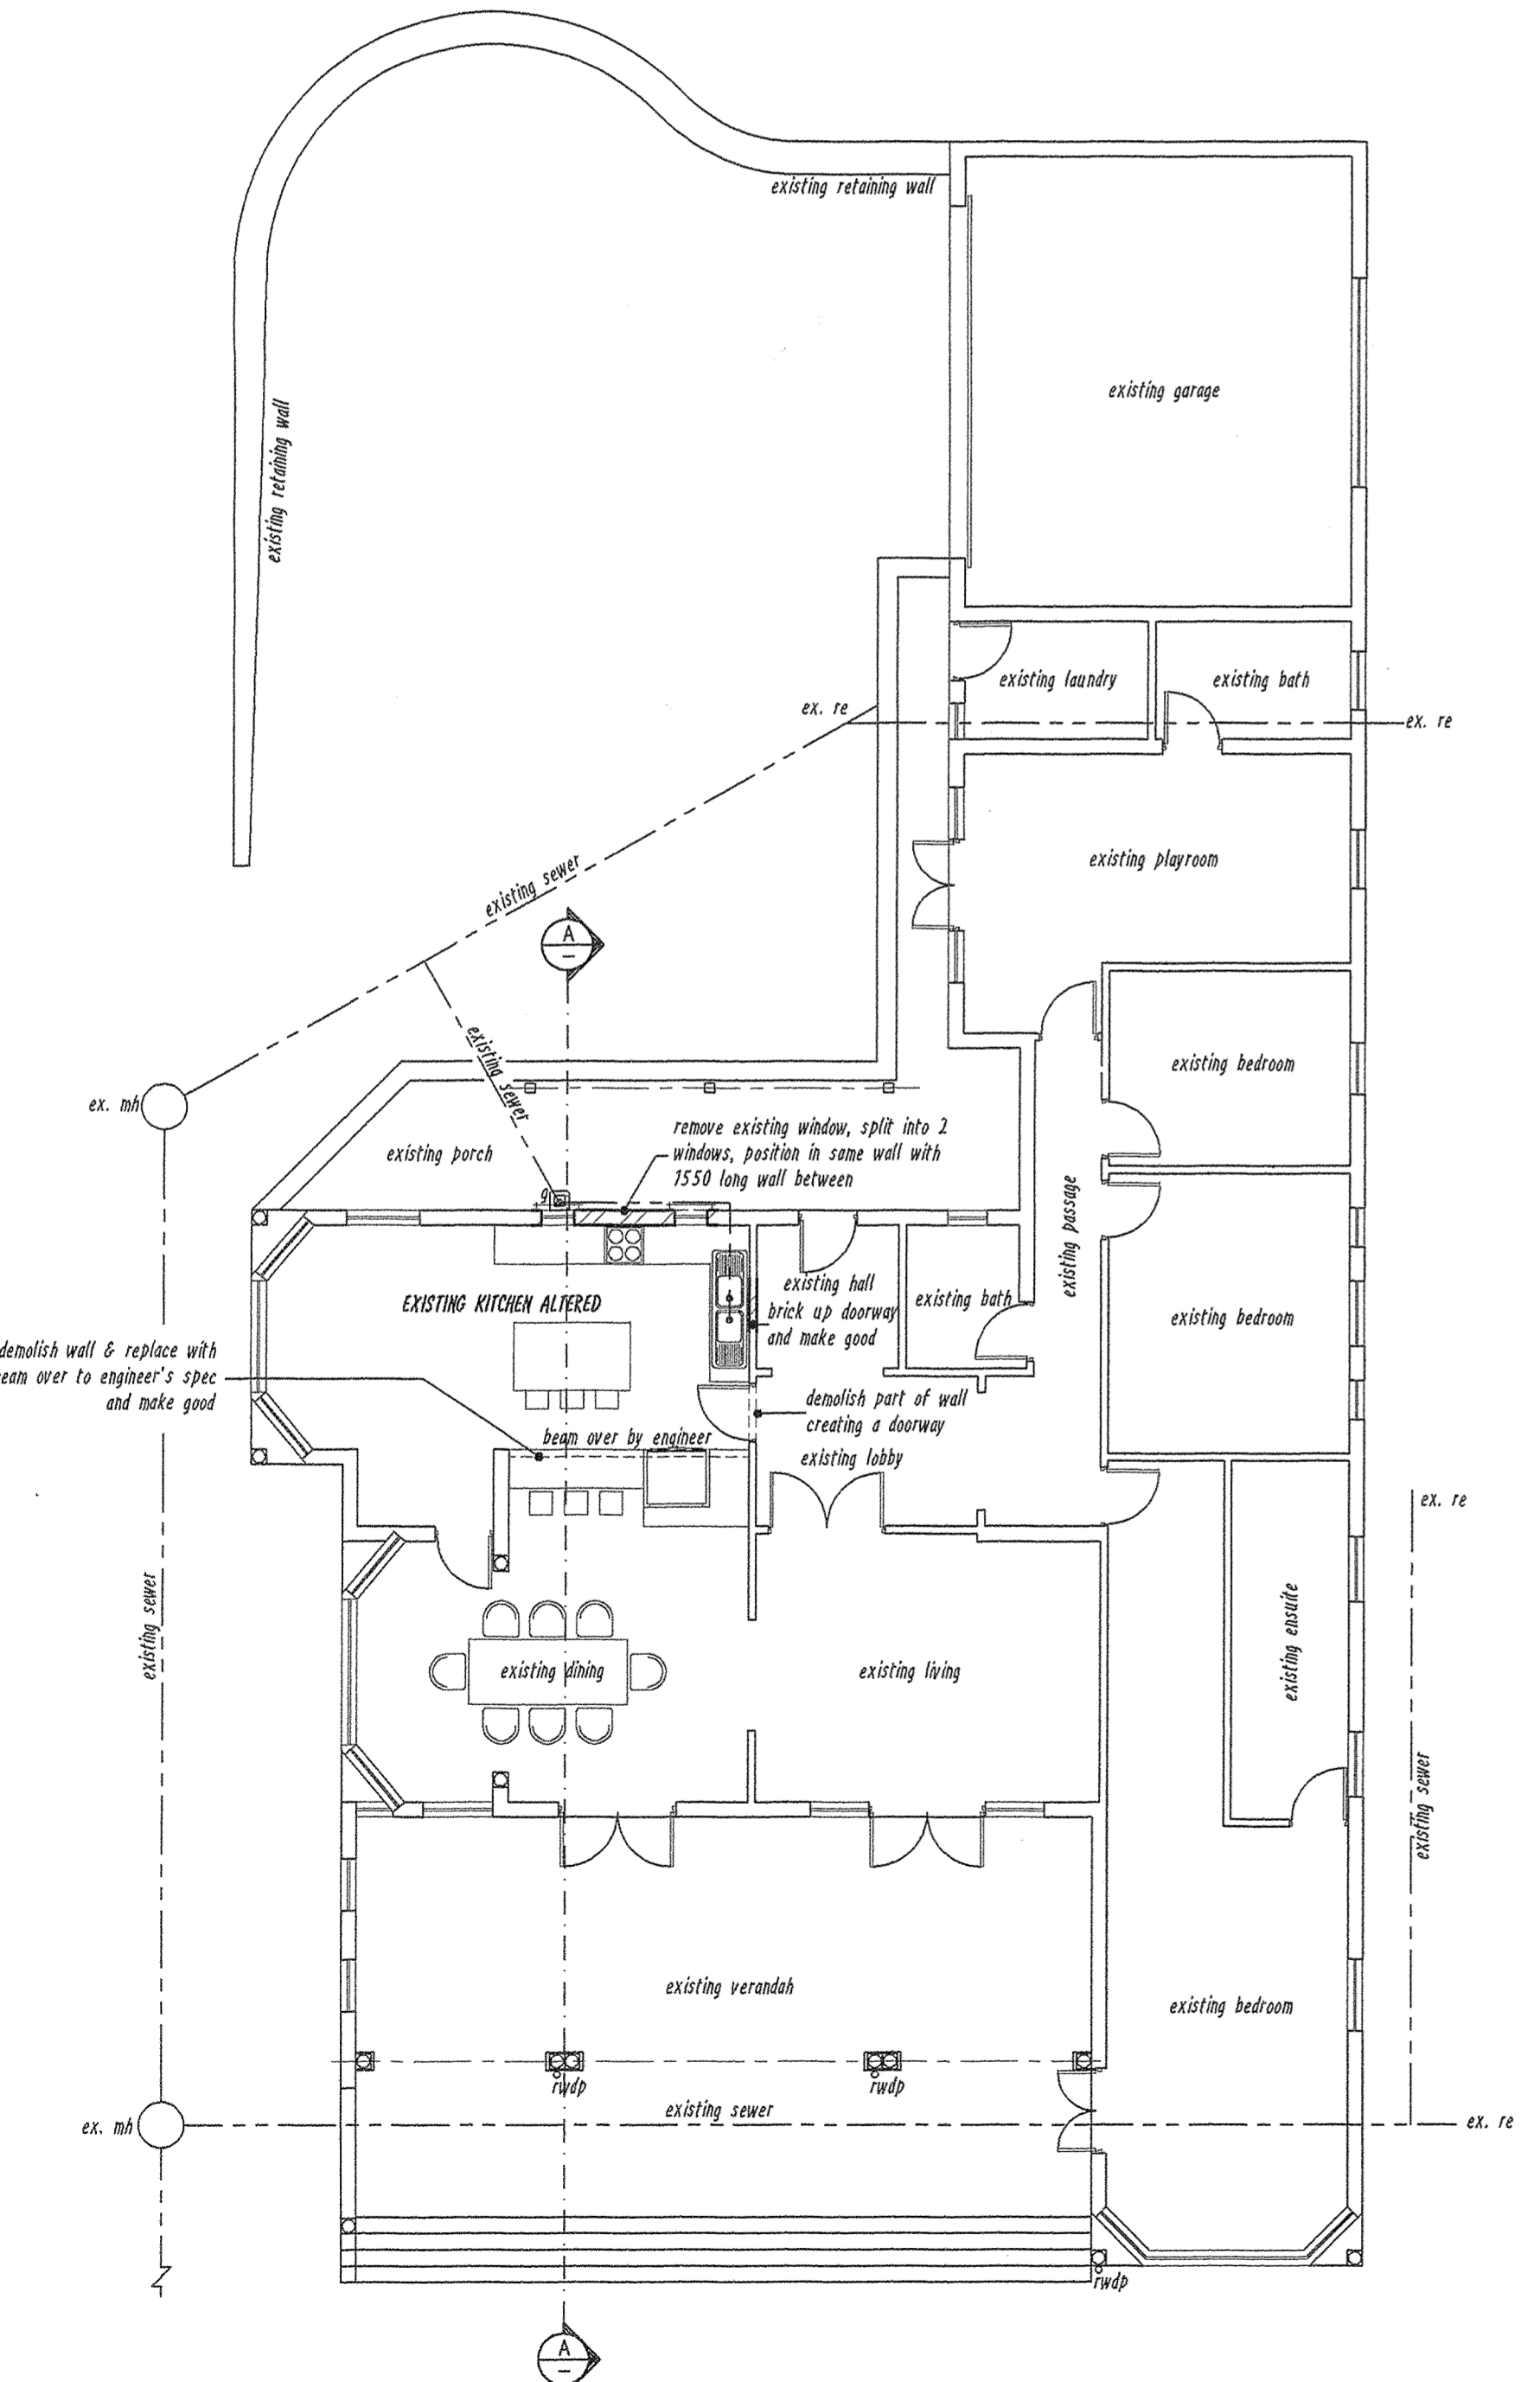 existing retaining wall
existing garage
existing retaining wall
existing laundry
existing bath
ex. re
ex. re
existing playroom
existing sewer
A
existing sewer
existing bedroom
ex. mh
remove existing window, split into 2
windows, position in same wall with
1550 long wall between
existing porch
g
existing passage
existing hall
brick up doorway
and make good
existing bath
EXISTING KITCHEN ALTERED
existing bedroom
demolish wall & replace with
eam over to engineer's spec
and make good
demolish part of wall
creating a doorway
beam over by engineer
existing lobby
ex. re
existing sewer
existing ensuite
existing dining
existing living
existing sewer
existing verandah
existing bedroom
rwdp
rwdp
existing sewer
ex. mh
ex. re
rwdp
A